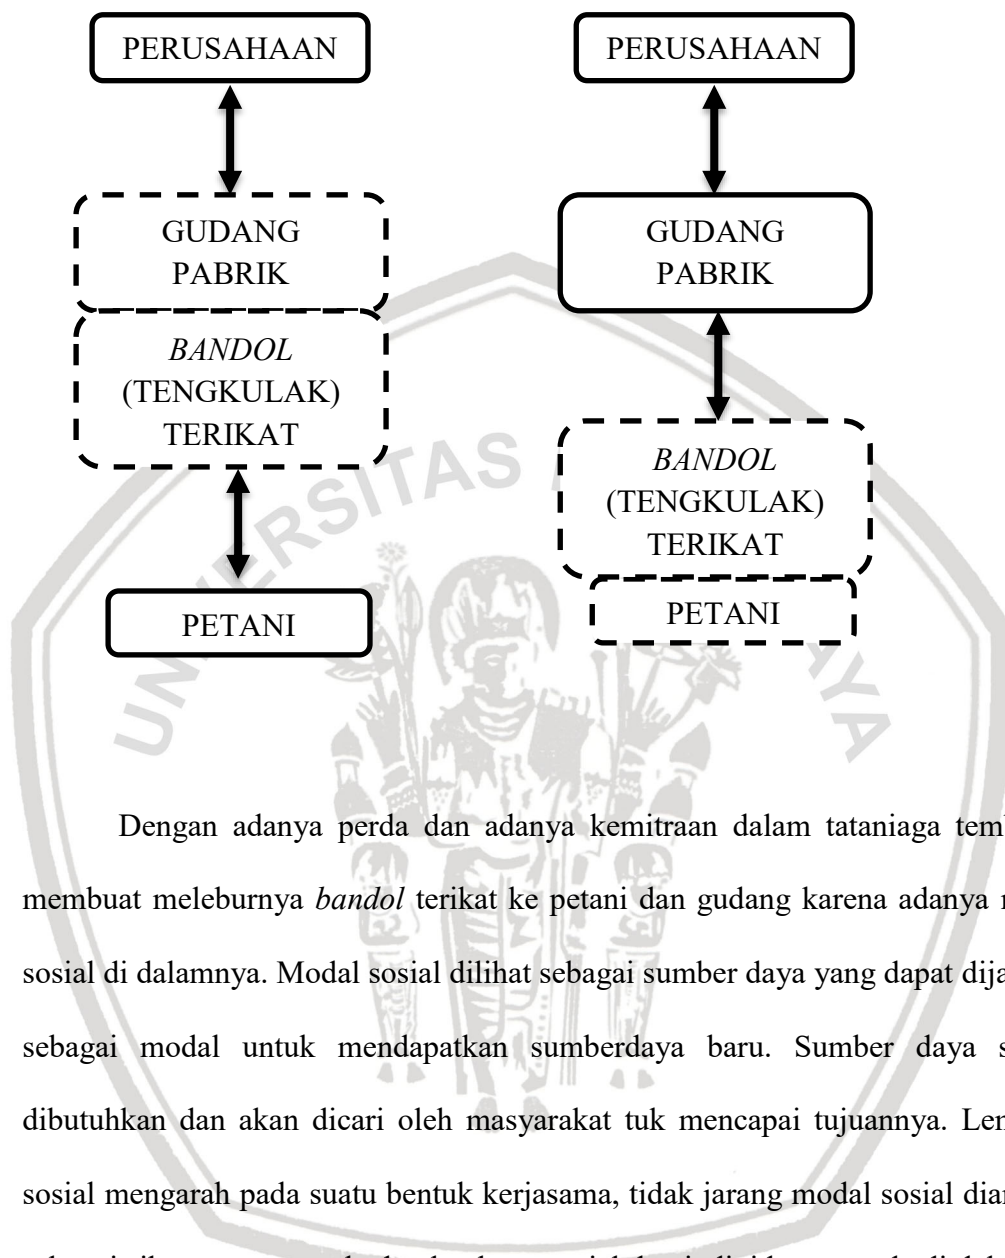 PERUSAHAAN
GUDANG
PABRIK
BANDOL
(TENGKULAK)
TERIKAT
PETANI
PERUSAHAAN
GUDANG
PABRIK
BANDOL
(TENGKULAK)
TERIKAT
PETANI
UNIVERSITAS
Dengan adanya perda dan adanya kemitraan dalam tataniaga
membuat meleburnya bandol terikat ke petani dan gudang karena adanya
sosial di dalamnya. Modal sosial dilihat sebagai sumber daya yang dapat
sebagai modal untuk mendapatkan sumberdaya baru. Sumber daya
dibutuhkan dan akan dicari oleh masyarakat tuk mencapai tujuannya.
sosial mengarah pada suatu bentuk kerjasama, tidak jarang modal sosial